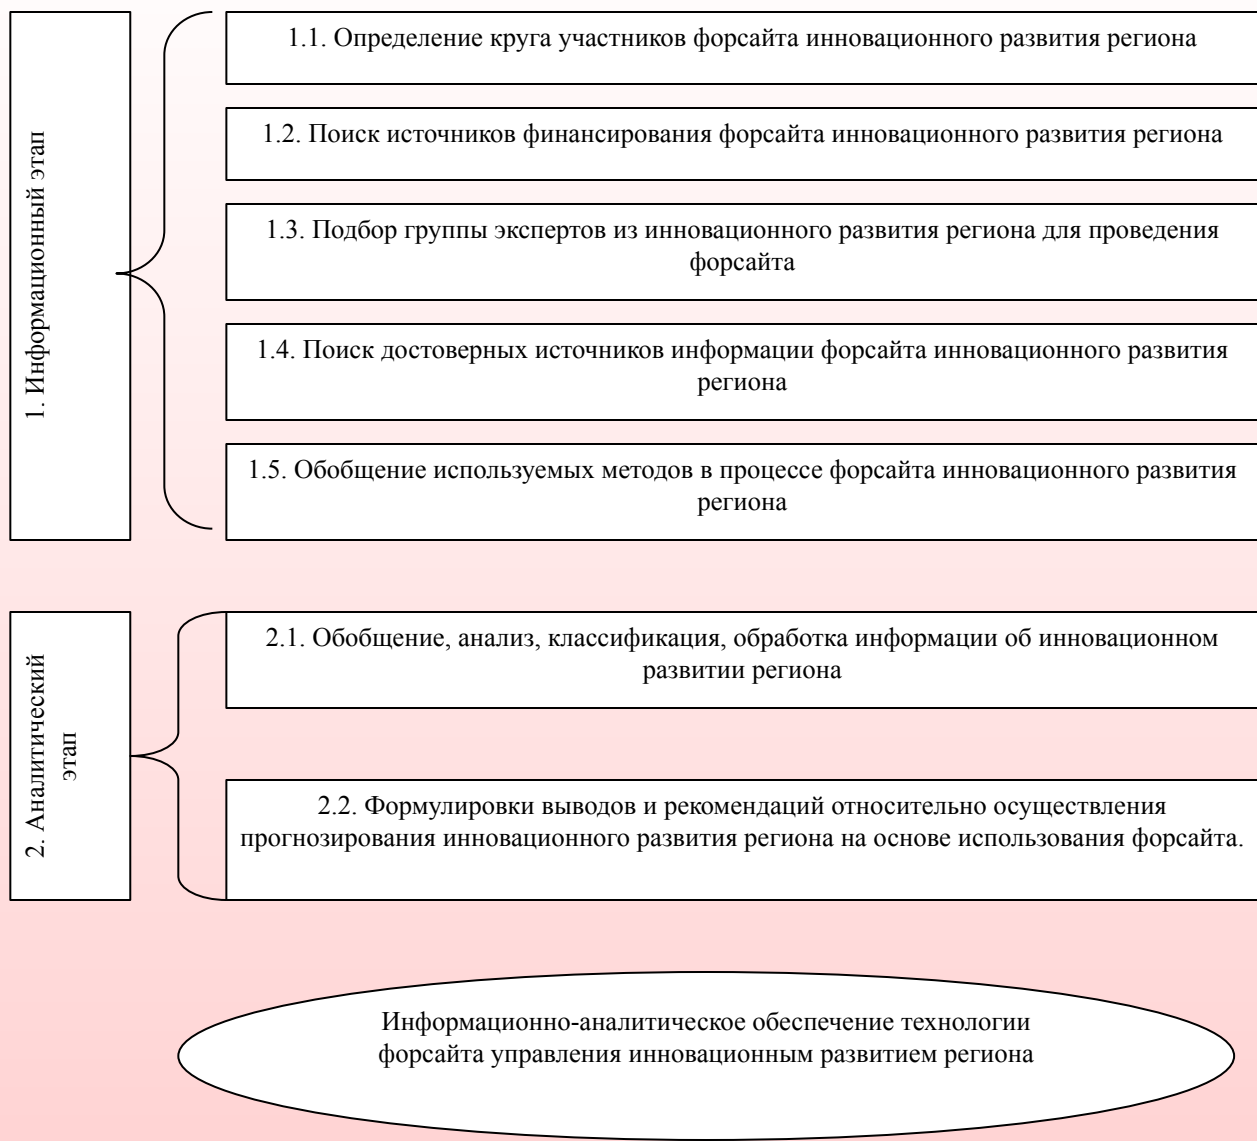 1. Информационный этап
1.1. Определение круга участников форсайта инновационного развития региона
1.2. Поиск источников финансирования форсайта инновационного развития региона
1.3. Подбор группы экспертов из инновационного развития региона для проведения
форсайта
1.4. Поиск достоверных источников информации форсайта инновационного развития
региона
1.5. Обобщение используемых методов в процессе форсайта инновационного развития
региона
2. Аналитический
этап
2.1. Обобщение, анализ, классификация, обработка информации об инновационном
развитии региона
2.2. Формулировки выводов и рекомендаций относительно осуществления
прогнозирования инновационного развития региона на основе использования форсайта.
Информационно-аналитическое обеспечение технологии
форсайта управления инновационным развитием региона